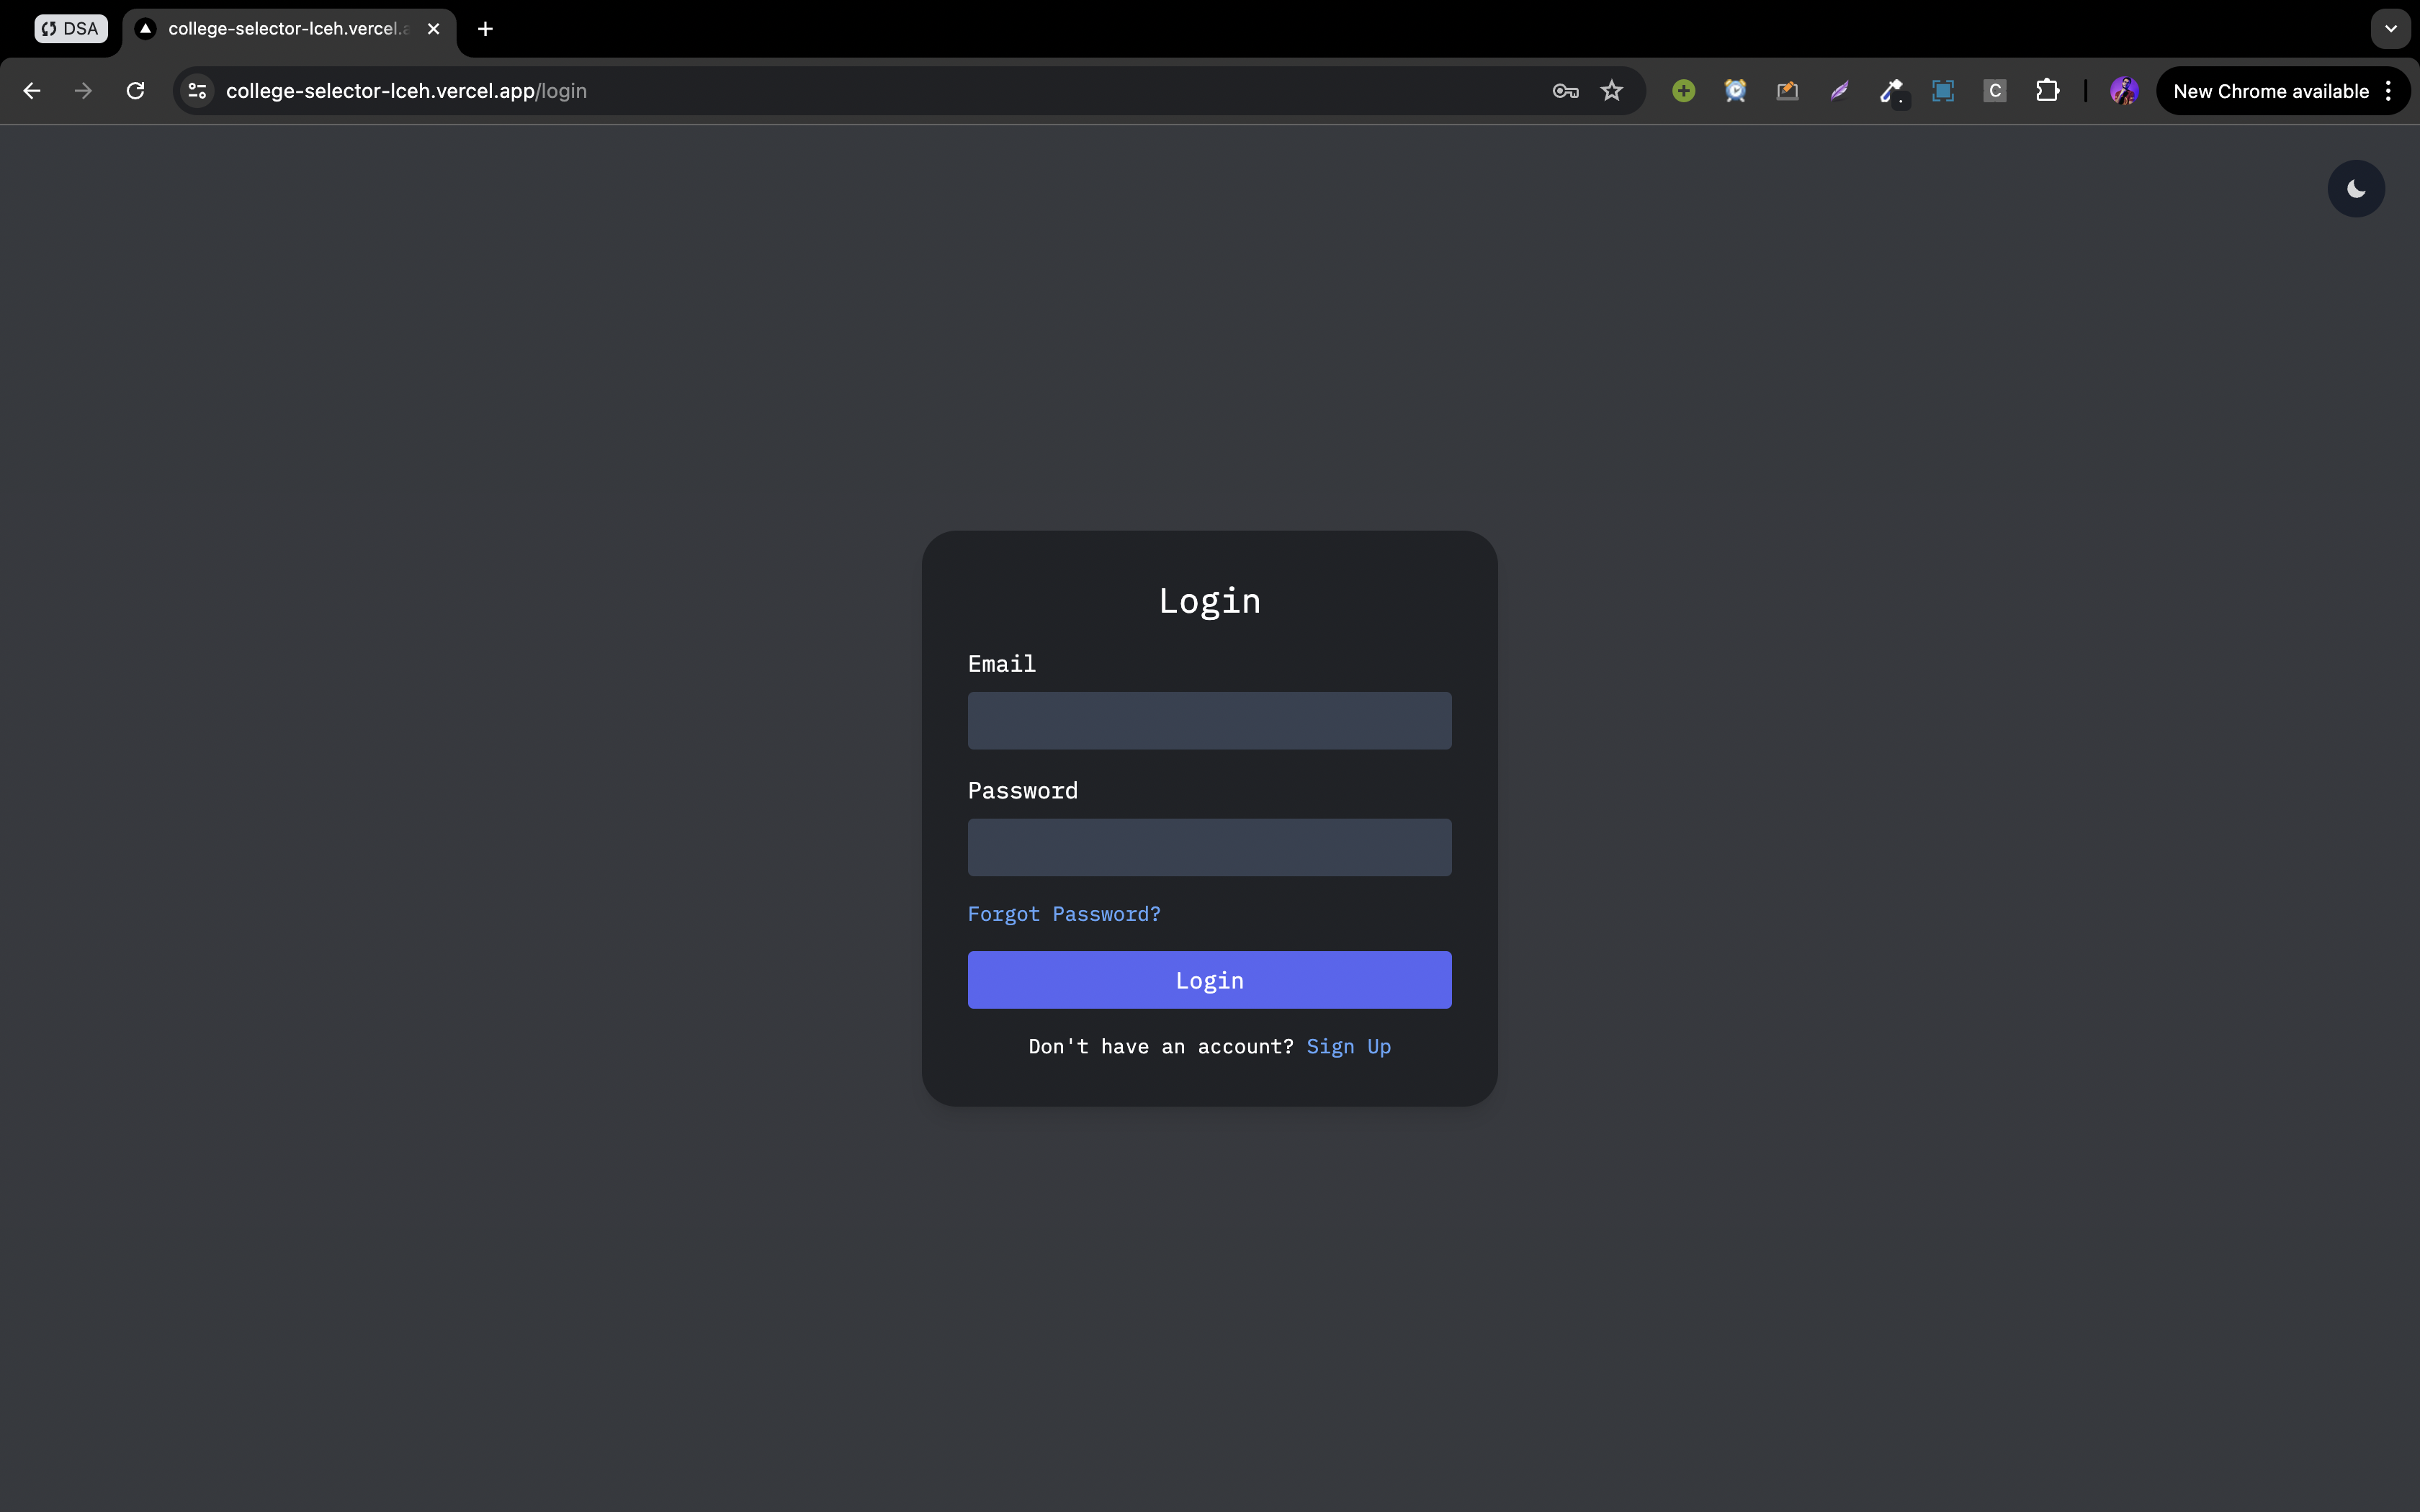 DSA
college-selector-lceh.vercel.a
college-selector-lceh.vercel.app/login
C
New Chrome available
Login
Email
Password
Forgot Password?
Login
Don't have an account? Sign Up